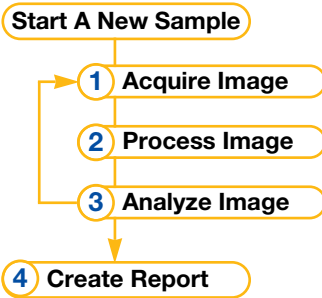 Start A New Sample
1 Acquire Image
2 Process Image
3 Analyze Image
4 Create Report